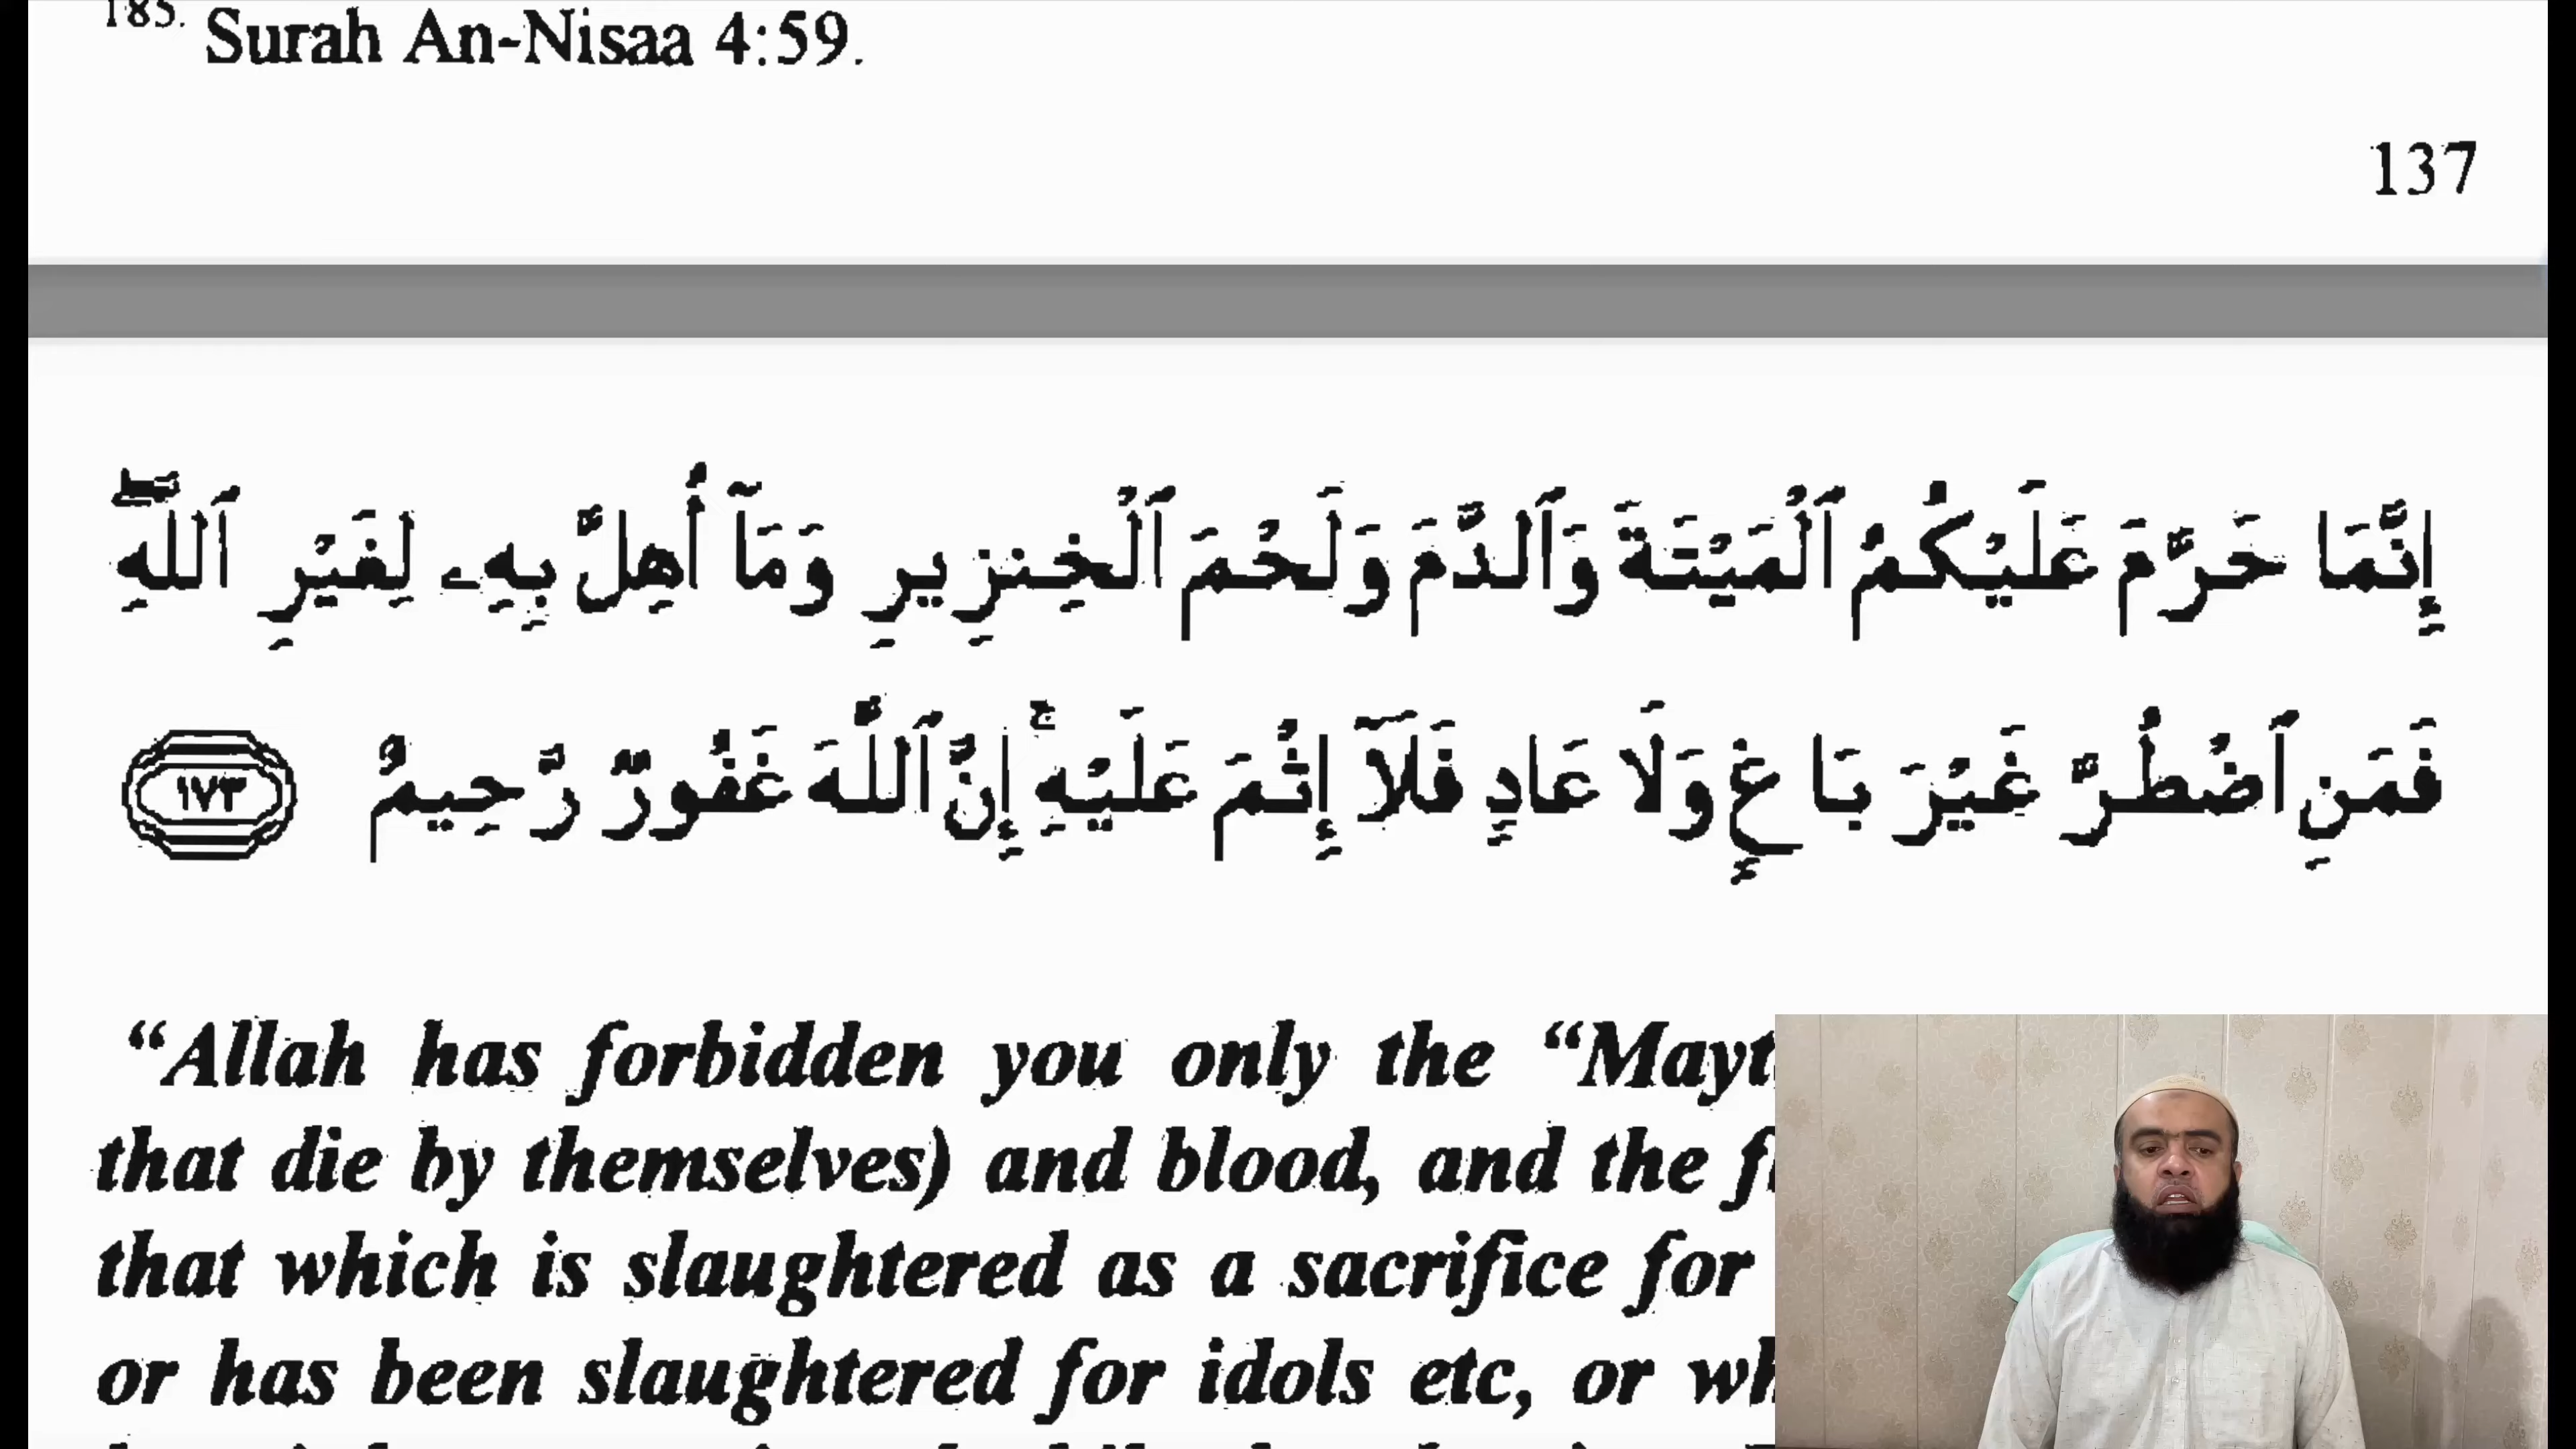 185. Surah An-Nisaa 4:59.
137
إِنَّمَا حَرَّمَ عَلَيْكُمُ ٱلْمَيْتَةَ وَٱلدَّمَ وَلَحْمَ ٱلْخِنزِيرِ وَمَآ أُهِلَّ بِهِۦ لِغَيْرِ ٱللَّهِ ۖ
فَمَنِ ٱضْطُرَّ غَيْرَ بَاغٍ وَلَا عَادٍ فَلَآ إِثْمَ عَلَيْهِ ۚ إِنَّ ٱللَّهَ غَفُورٌ رَّحِيمٌ ١٧٣
“Allah has forbidden you only the
that die by themselves) and blood, and the
that which is slaughtered as a sacrifice for
or has been slaughtered for idols etc, or